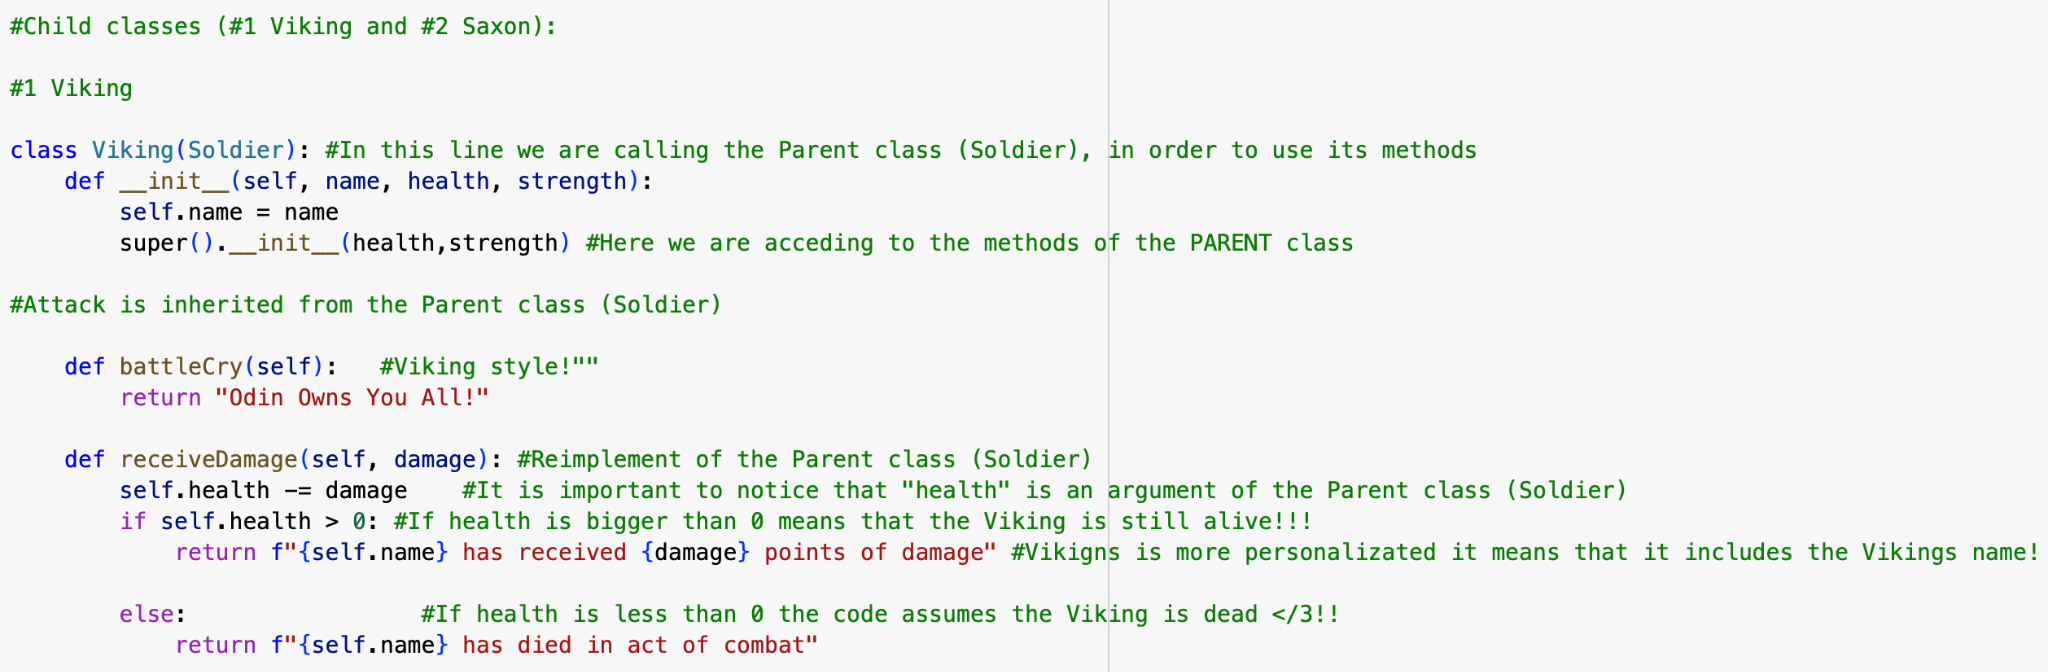 #Child classes (#1 Viking and #2 Saxon):
#1 Viking
class Viking(Soldier): #In this line we are calling the Parent class (Soldier), in order to use its methods
    def __init__(self, name, health, strength):
        self.name = name
        super().__init__(health,strength) #Here we are acceding to the methods of the PARENT class
#Attack is inherited from the Parent class (Soldier)
    def battleCry(self):   #Viking style!""
        return "Odin Owns You All!"
    def receiveDamage(self, damage): #Reimplement of the Parent class (Soldier)
        self.health -= damage    #It is important to notice that "health" is an argument of the Parent class (Soldier)
        if self.health > 0: #If health is bigger than 0 means that the Viking is still alive!!!
            return f"{self.name} has received {damage} points of damage" #Vikigns is more personalizated it means that it includes the Vikings name!
        else:                 #If health is less than 0 the code assumes the Viking is dead </3!!
            return f"{self.name} has died in act of combat"